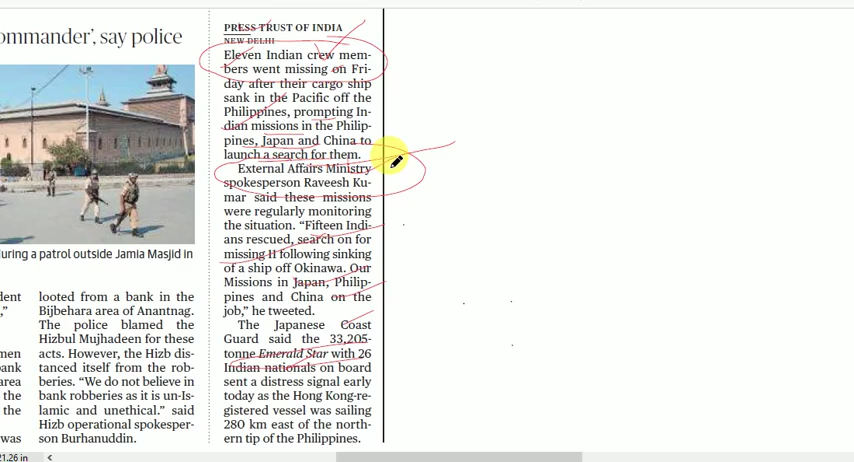 ommander’, say police
uring a patrol outside Jamia Masjid in
dent
,”
men
bank
area
the
the
was
looted from a bank in the
Bijbehara area of Anantnag.
The police blamed the
Hizbul Mujhadeen for these
acts. However, the Hizb dis-
tanced itself from the rob-
beries. “We do not believe in
bank robberies as it is un-Is-
lamic and unethical.” said
Hizb operational spokesper-
son Burhanuddin.
PRESS TRUST OF INDIA
NEW DELHI
Eleven Indian crew mem-
bers went missing on Fri-
day after their cargo ship
sank in the Pacific off the
Philippines, prompting In-
dian missions in the Philip-
pines, Japan and China to
launch a search for them.
External Affairs Ministry
spokesperson Raveesh Ku-
mar said these missions
were regularly monitoring
the situation. “Fifteen Indi-
ans rescued, search on for
missing 11 following sinking
of a ship off Okinawa. Our
Missions in Japan, Philip-
pines and China on the
job,” he tweeted.
The Japanese Coast
Guard said the 33,205-
tonne Emerald Star with 26
Indian nationals on board
sent a distress signal early
today as the Hong Kong-re-
gistered vessel was sailing
280 km east of the north-
ern tip of the Philippines.
21.26 in